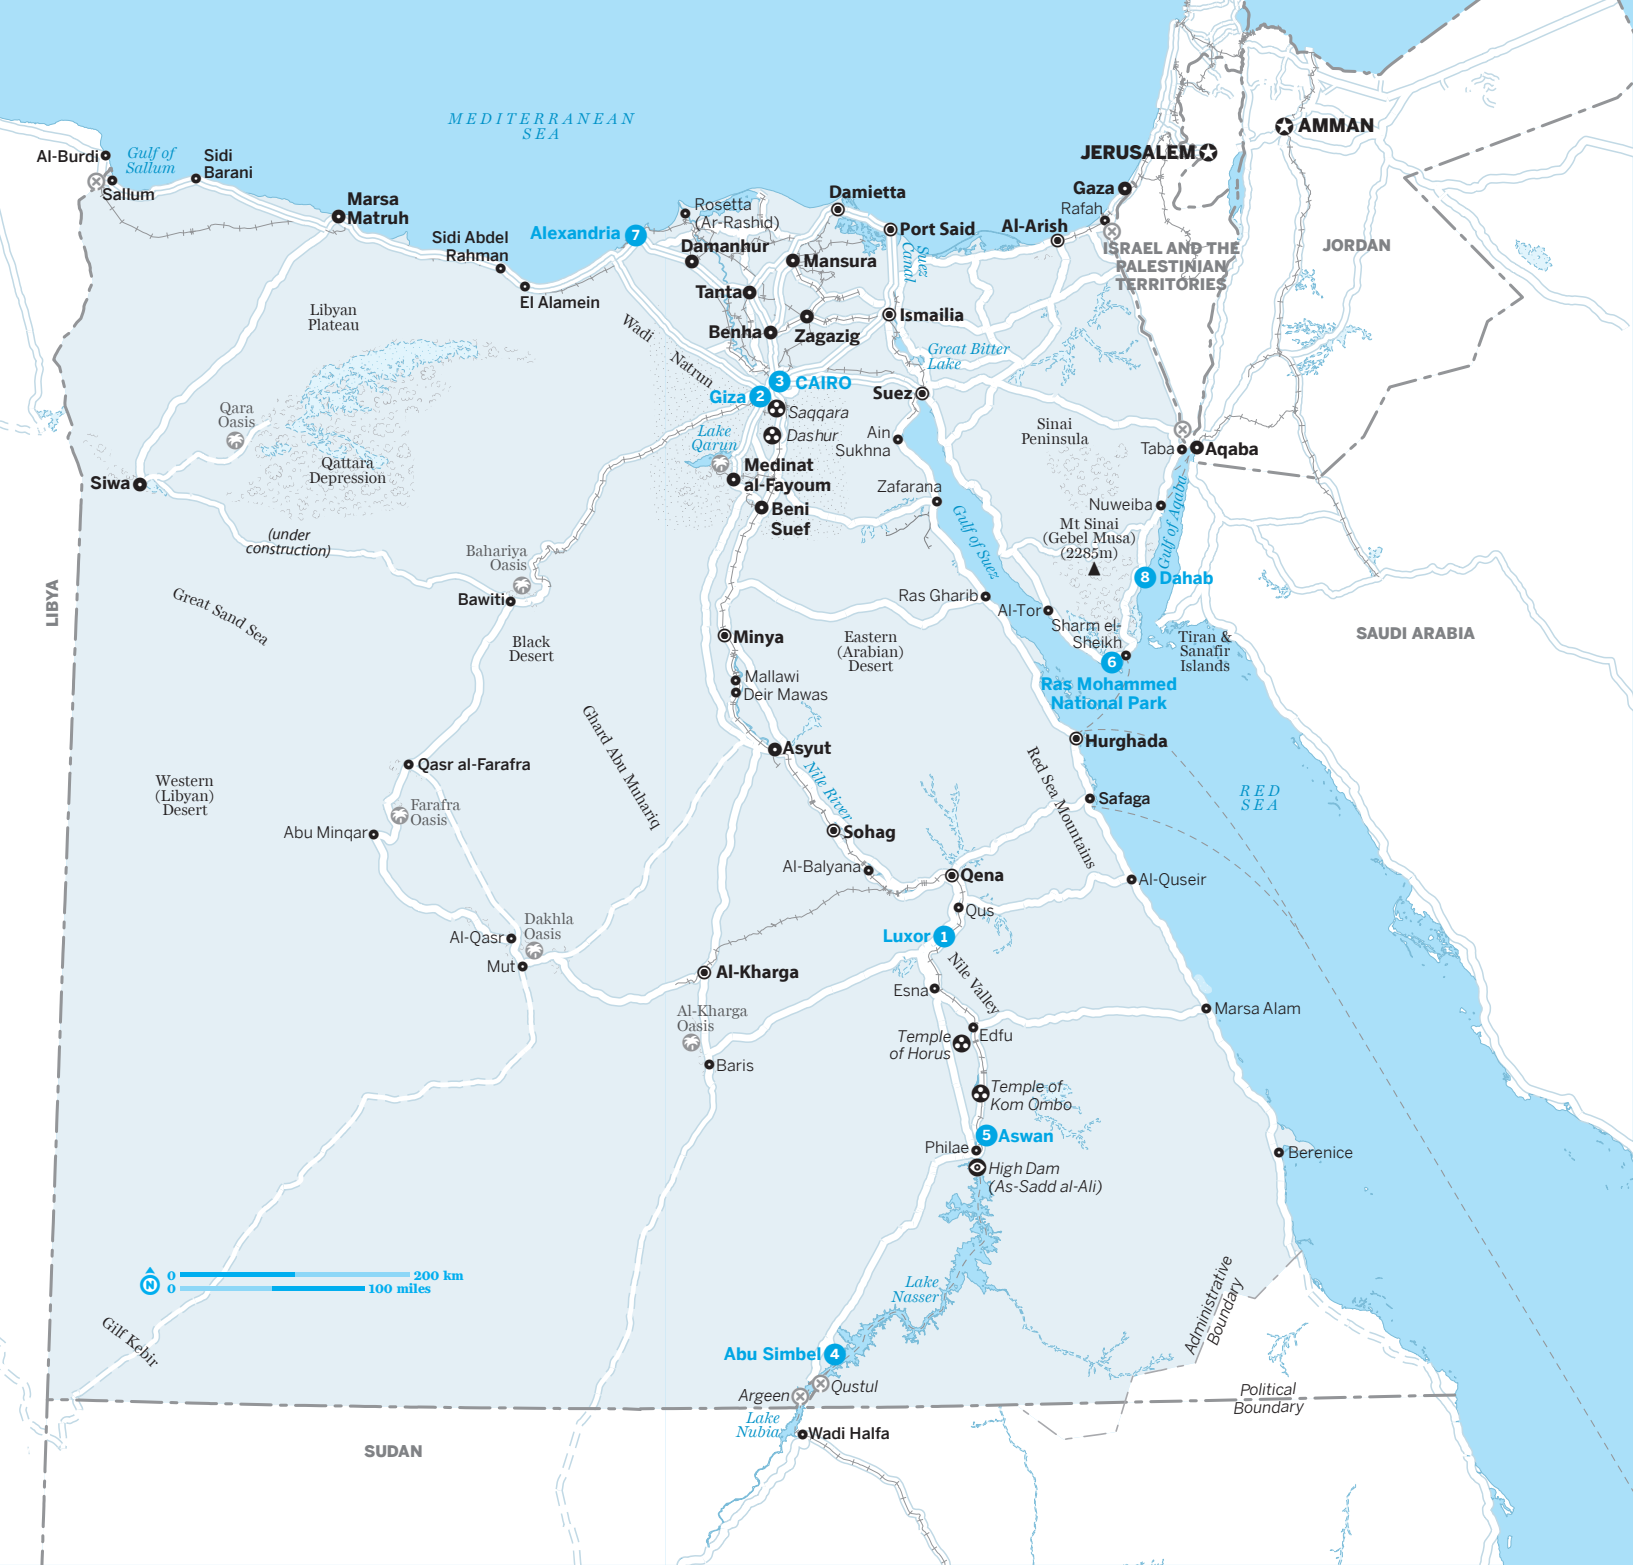 MEDITERRANEAN
SEA
AMMAN
JERUSALEM
Al-Burdi
Gulf of
Sallum
Sidi
Barani
Sallum
Marsa
Matruh
Sidi Abdel
Rahman
El Alamein
Alexandria
7
Rosetta
(Ar-Rashid)
Damanhur
Damietta
Port Said
Suez
Canal
Mansura
Tanta
Benha
Zagazig
Ismailia
Al-Arish
Gaza
Rafah
ISRAEL AND THE
PALESTINIAN
TERRITORIES
JORDAN
Libyan
Plateau
Wadi
Natrun
Great Bitter
Lake
3
CAIRO
Giza
2
Saqqara
Dashur
Suez
Qara
Oasis
Lake
Qarun
Ain
Sukhna
Sinai
Peninsula
Taba
Aqaba
Qattara
Depression
Siwa
Medinat
al-Fayoum
Beni
Suef
Zafarana
Gulf of Suez
Nuweiba
Gulf of Aqaba
Mt Sinai
(Gebel Musa)
(2285m)
(under
construction)
Bahariya
Oasis
Bawiti
8
Dahab
LIBYA
Great Sand Sea
Ras Gharib
Al-Tor
Sharm el-
Sheikh
Tiran &
Sanafir
Islands
SAUDI ARABIA
Black
Desert
Minya
Eastern
(Arabian)
Desert
6
Ras Mohammed
National Park
Mallawi
Deir Mawas
Ghard Abu Muhariq
Hurghada
Asyut
Nile River
Red Sea Mountains
Qasr al-Farafra
Western
(Libyan)
Desert
Farafra
Oasis
Abu Minqar
Safaga
RED
SEA
Sohag
Al-Balyana
Qena
Al-Quseir
Qus
Dakhla
Oasis
Al-Qasr
Mut
Luxor
1
Nile Valley
Al-Kharga
Esna
Al-Kharga
Oasis
Marsa Alam
Temple
of Horus
Edfu
Baris
Temple of
Kom Ombo
5
Aswan
Philae
High Dam
(As-Sadd al-Ali)
Berenice
N
0
200 km
0
100 miles
Lake
Nasser
Administrative
Boundary
Gilf Kebir
Abu Simbel
4
Argeen
Qustul
Political
Boundary
Lake
Nubia
Wadi Halfa
SUDAN